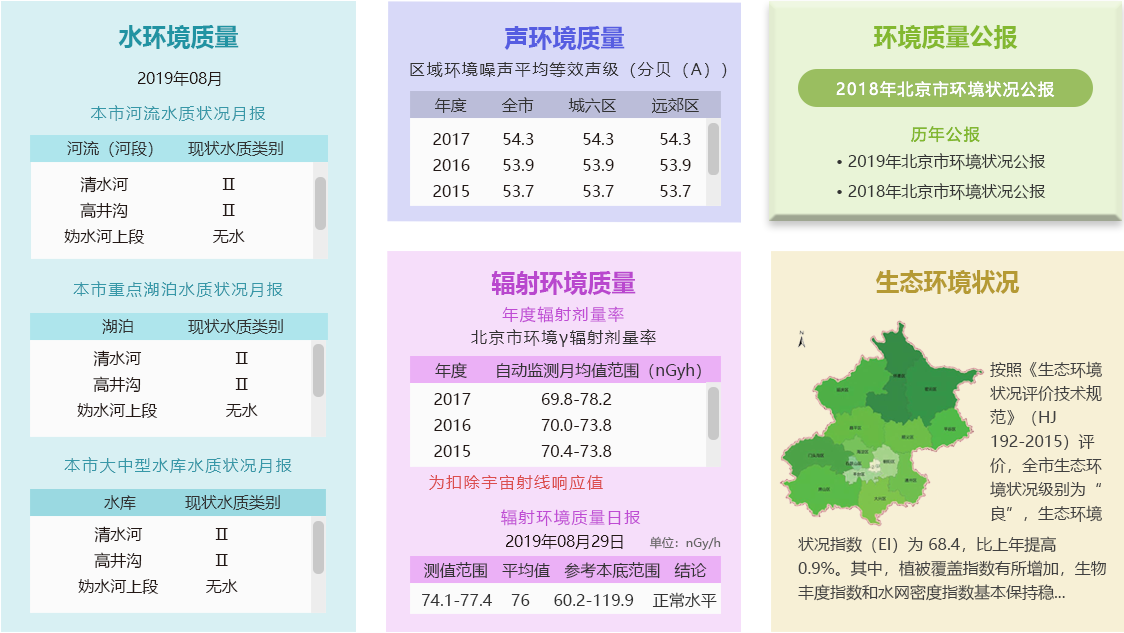 水环境质量
2019年08月
本市河流水质状况月报
河流（河段） 现状水质类别
清水河 Ⅱ
高井沟 Ⅱ
妫水河上段 无水
本市重点湖泊水质状况月报
湖泊 现状水质类别
清水河 Ⅱ
高井沟 Ⅱ
妫水河上段 无水
本市大中型水库水质状况月报
水库 现状水质类别
清水河 Ⅱ
高井沟 Ⅱ
妫水河上段 无水
声环境质量
区域环境噪声平均等效声级（分贝（A））
年度 全市 城六区 远郊区
2017 54.3 54.3 54.3
2016 53.9 53.9 53.9
2015 53.7 53.7 53.7
辐射环境质量
年度辐射剂量率
北京市环境γ辐射剂量率
年度 自动监测月均值范围（nGyh）
2017 69.8-78.2
2016 70.0-73.8
2015 70.4-73.8
为扣除宇宙射线响应值
辐射环境质量日报
2019年08月29日 单位：nGy/h
测值范围 平均值 参考本底范围 结论
74.1-77.4 76 60.2-119.9 正常水平
环境质量公报
2018年北京市环境状况公报
历年公报
• 2019年北京市环境状况公报
• 2018年北京市环境状况公报
生态环境状况
N
按照《生态环境
状况评价技术规
范》（HJ
192-2015）评
价，全市生态环
境状况级别为“
良”，生态环境
状况指数（EI）为 68.4，比上年提高
0.9%。其中，植被覆盖指数有所增加，生物
丰度指数和水网密度指数基本保持稳...